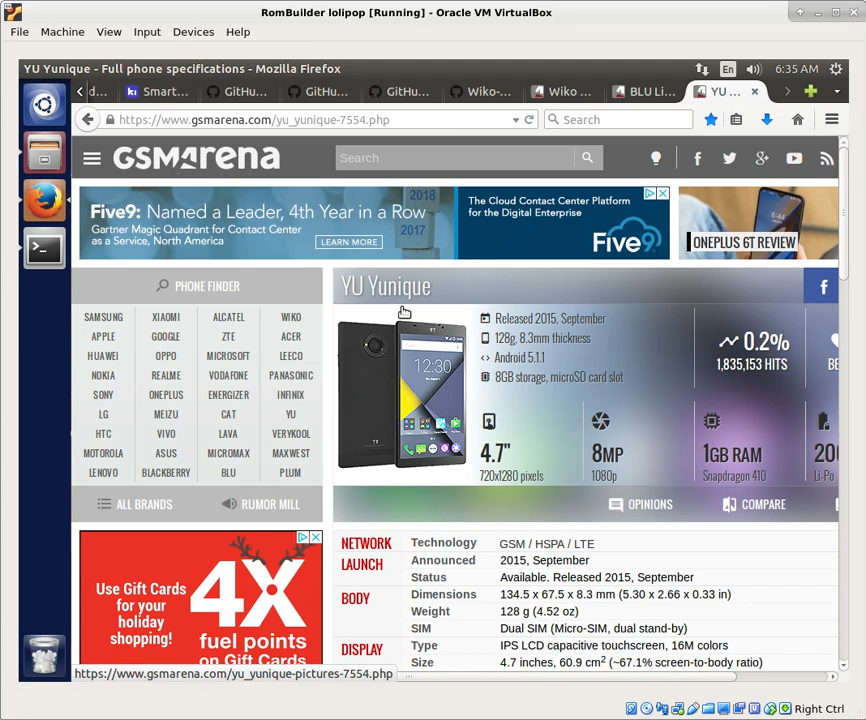 RomBuilder lolipop [Running] - Oracle VM VirtualBox
File Machine View Input Devices Help
YU Yunique - Full phone specifications - Mozilla Firefox
En
6:35 AM
d...
ki Smart...
GitHu...
GitHu...
GitHu...
Wiko-...
Wiko ...
BLU Li...
YU ...
https://www.gsmarena.com/yu_yunique-7554.php
Search
GSMARENA
Search
Five9: Named a Leader, 4th Year in a Row
Gartner Magic Quadrant for Contact Center
as a Service, North America
LEARN MORE
2018
2017
The Cloud Contact Center Platform
for the Digital Enterprise
Five9
ONEPLUS 6T REVIEW
PHONE FINDER
SAMSUNG XIAOMI ALCATEL WIKO
APPLE GOOGLE ZTE ACER
HUAWEI OPPO MICROSOFT LEECO
NOKIA REALME VODAFONE PANASONIC
SONY ONEPLUS ENERGIZER INFINIX
LG MEIZU CAT YU
HTC VIVO LAVA VERYKOOL
MOTOROLA ASUS MICROMAX MAXWEST
LENOVO BLACKBERRY BLU PLUM
ALL BRANDS
RUMOR MILL
YU Yunique
Released 2015, September
128g, 8.3mm thickness
Android 5.1.1
8GB storage, microSD card slot
0.2%
1,835,153 HITS
BE
12:30
4.7"
720x1280 pixels
8MP
1080p
1GB RAM
Snapdragon 410
200
Li-Po
OPINIONS
COMPARE
Use Gift Cards
for your
holiday
shopping!
4X
fuel points
on Gift Cards
NETWORK Technology GSM / HSPA / LTE
LAUNCH Announced 2015, September
Status Available. Released 2015, September
BODY Dimensions 134.5 x 67.5 x 8.3 mm (5.30 x 2.66 x 0.33 in)
Weight 128 g (4.52 oz)
SIM Dual SIM (Micro-SIM, dual stand-by)
DISPLAY Type IPS LCD capacitive touchscreen, 16M colors
Size 4.7 inches, 60.9 cm2 (~67.1% screen-to-body ratio)
https://www.gsmarena.com/yu_yunique-pictures-7554.php
Right Ctrl